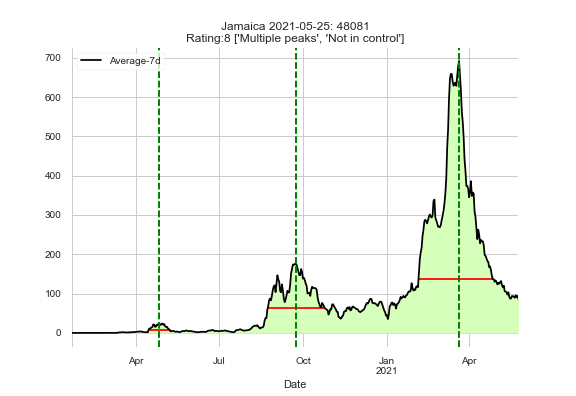 Jamaica 2021-05-25: 48081
Rating:8 ['Multiple peaks', 'Not in control']
Average-7d
700
600
500
400
300
200
100
0
Apr
Jul
Oct
Jan
2021
Apr
Date